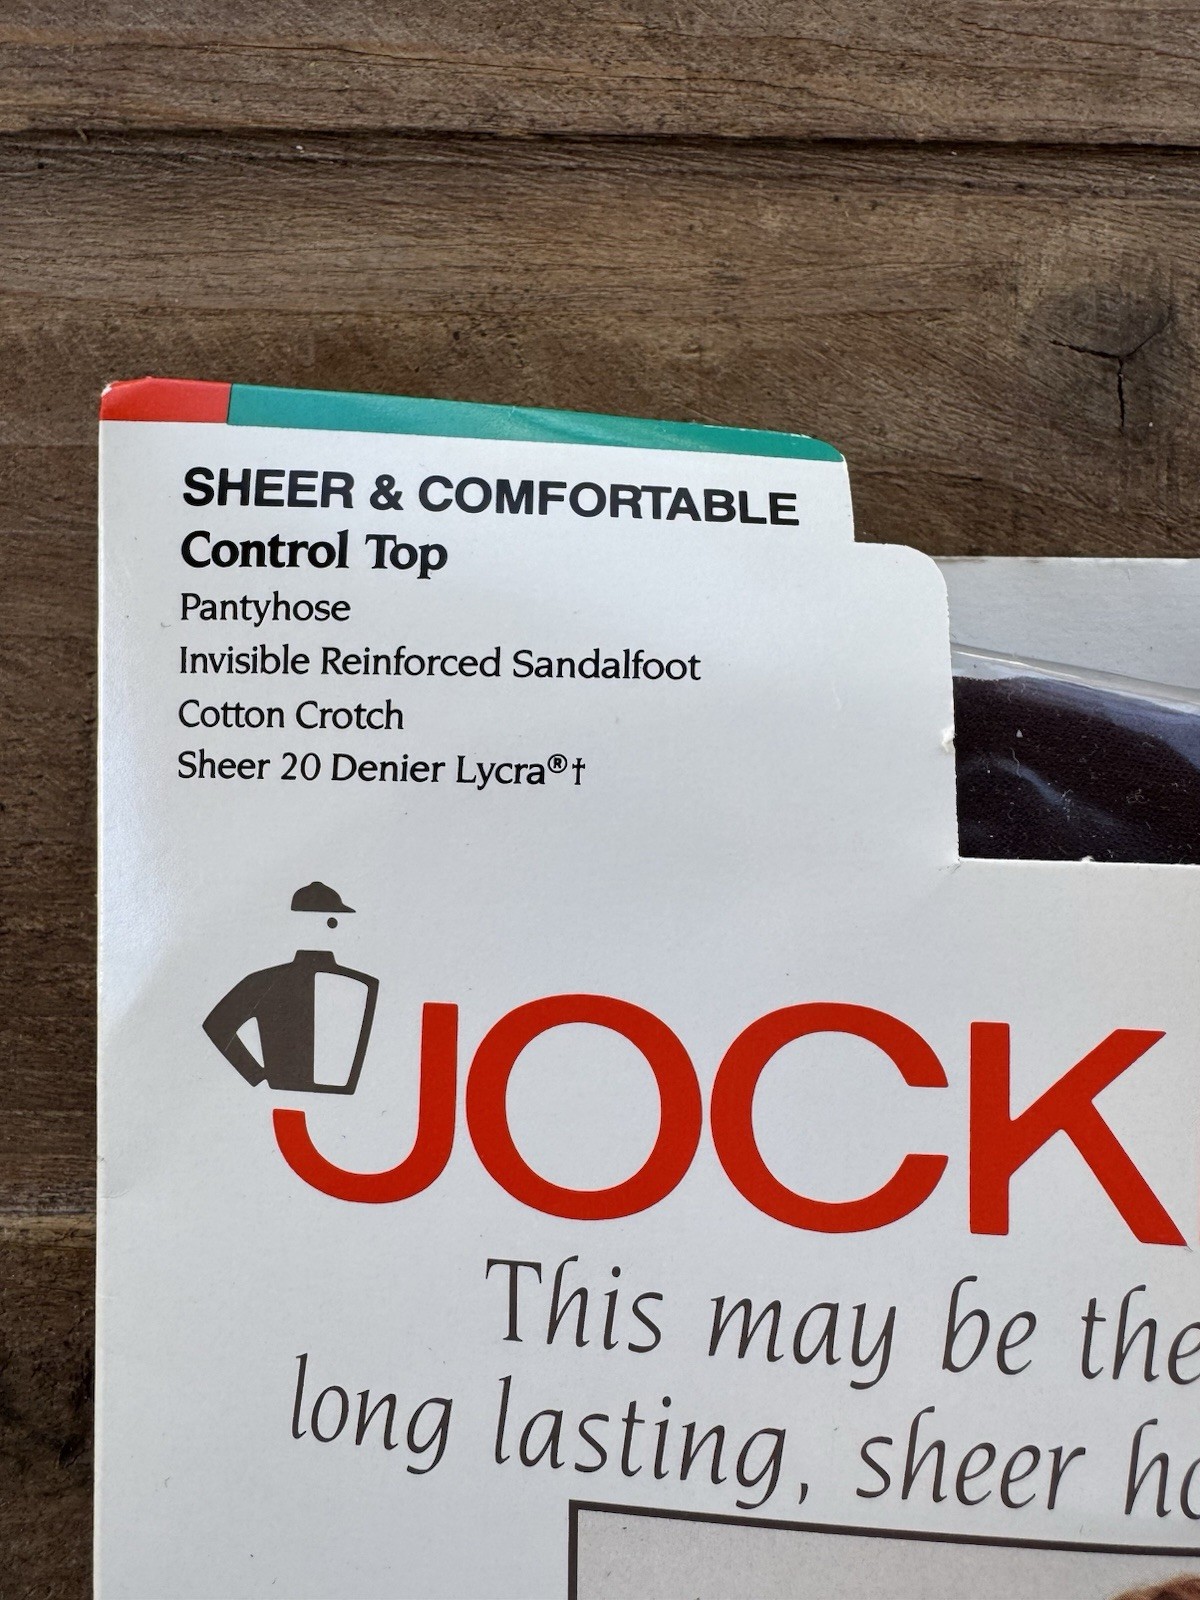 SHEER & COMFORTABLE
Control Top
Pantyhose
Invisible Reinforced Sandalfoot
Cotton Crotch
Sheer 20 Denier Lycra®†
JOCK
This may be the
long lasting, sheer